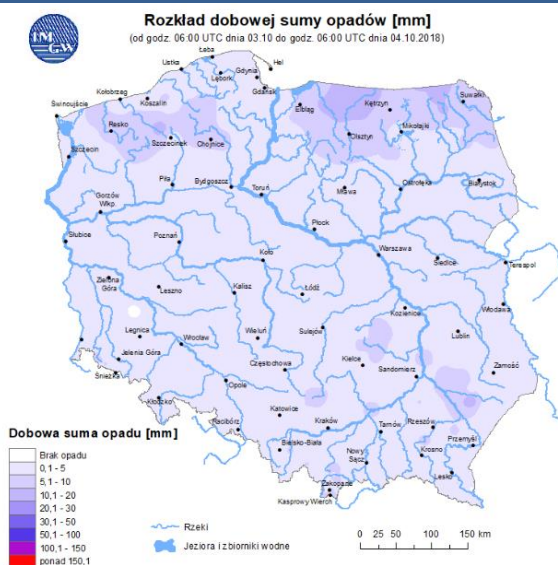 IM
GW
Rozkład dobowej sumy opadów [mm]
(od godz. 06:00 UTC dnia 03.10 do godz. 06:00 UTC dnia 04.10.2018)
Łeba
Ustka
Hel
Lębork
Gdynia
Gdańsk
Kołobrzeg
Koszalin
Świnoujście
Elbląg
Kętrzyn
Suwałki
Resko
Olsztyn
Mikołajki
Szczecin
Szczecinek
Chojnice
Piła
Bydgoszcz
Toruń
Mława
Ostrołęka
Białystok
Gorzów
Wlkp.
Płock
Słubice
Poznań
Koło
Warszawa
Siedlce
Terespol
Zielona
Góra
Leszno
Kalisz
Łódź
Kozienice
Włodawa
Legnica
Wrocław
Wieluń
Sulejów
Lublin
Jelenia Góra
Śnieżka
Częstochowa
Kielce
Sandomierz
Zamość
Opole
Kłodzko
Katowice
Racibórz
Kraków
Tarnów
Rzeszów
Przemyśl
Bielsko-Biała
Nowy
Sącz
Krosno
Lesko
Zakopane
Kasprowy Wierch
Dobowa suma opadu [mm]
Brak opadu
0,1 - 5
5,1 - 10
10,1 - 20
20,1 - 30
30,1 - 50
50,1 - 100
100,1 - 150
ponad 150,1
Rzeki
Jeziora i zbiorniki wodne
0 25 50 100 150 km